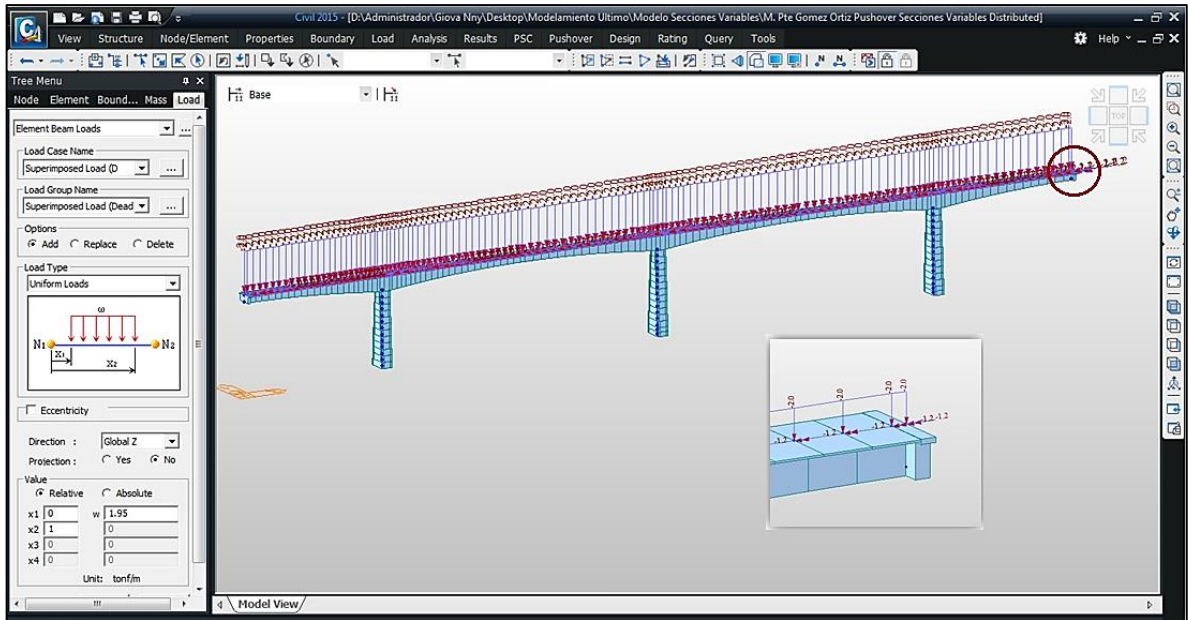 Civil 2015 - [D:\Administrador\Giova Nny\Desktop\Modelamiento Ultimo\Modelo Secciones Variables\M. Pte Gomez Ortiz Pushover Secciones Variables Distributed]
View Structure Node/Element Properties Boundary Load Analysis Results PSC Pushover Design Rating Query Tools Help
Tree Menu
Node Element Bound... Mass Load
Base
TOP
Element Beam Loads ...
Load Case Name
Superimposed Load (D ...
Load Group Name
Superimposed Load (Dead ...
Options
Add Replace Delete
Load Type
Uniform Loads
ω
N1 N2
X1
X2
Eccentricity
Direction : Global Z
Projection : Yes No
Value
Relative Absolute
x1 0 w 1.95
x2 1 0
x3 0 0
x4 0 0
Unit: tonf/m
-2.0 -2.0 -2.0 -2.0
-1.2 -1.2 -1.2 -1.2
Model View